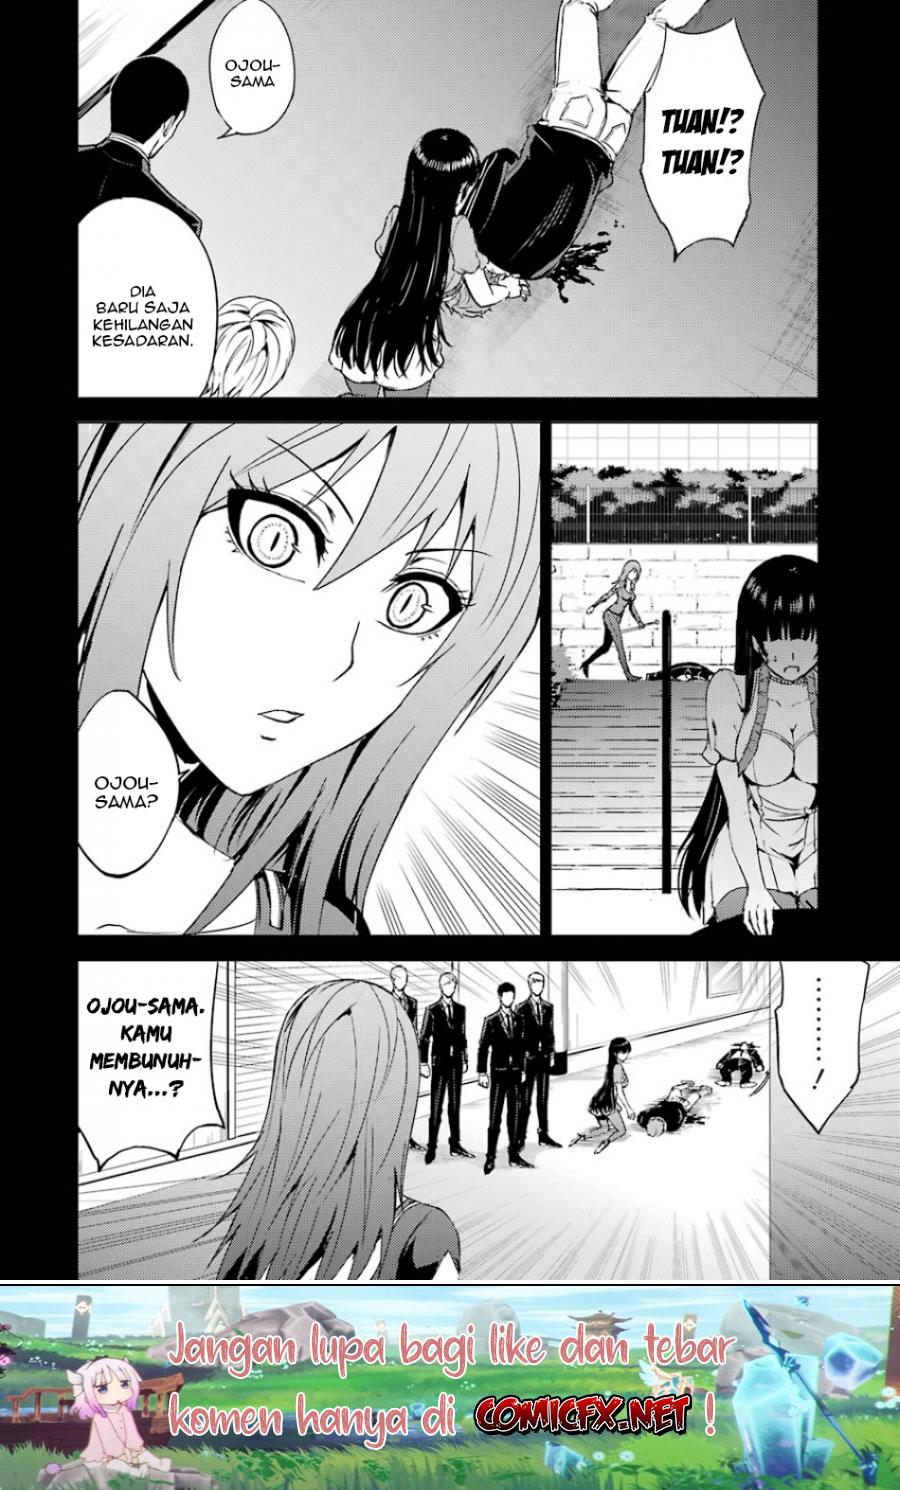 TUAN!?
TUAN!?
OJOU-
SAMA
DIA
BARU SAJA
KEHILANGAN
KESADARAN.
OJOU-
SAMA?
.........!
OJOU-SAMA.
KAMU
MEMBUNUH-
NYA...?
Jangan lupa bagi like dan tebar
komen hanya di COMICFX.NET !